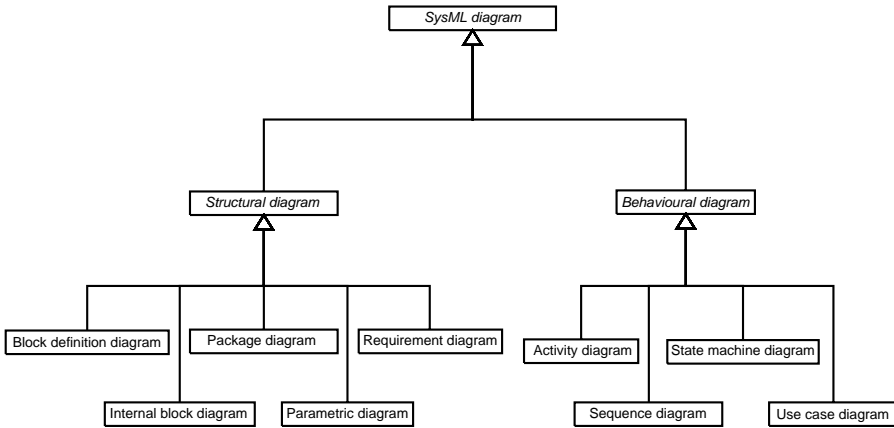 SysML diagram
Structural diagram
Behavioural diagram
Block definition diagram
Package diagram
Requirement diagram
Activity diagram
State machine diagram
Internal block diagram
Parametric diagram
Sequence diagram
Use case diagram